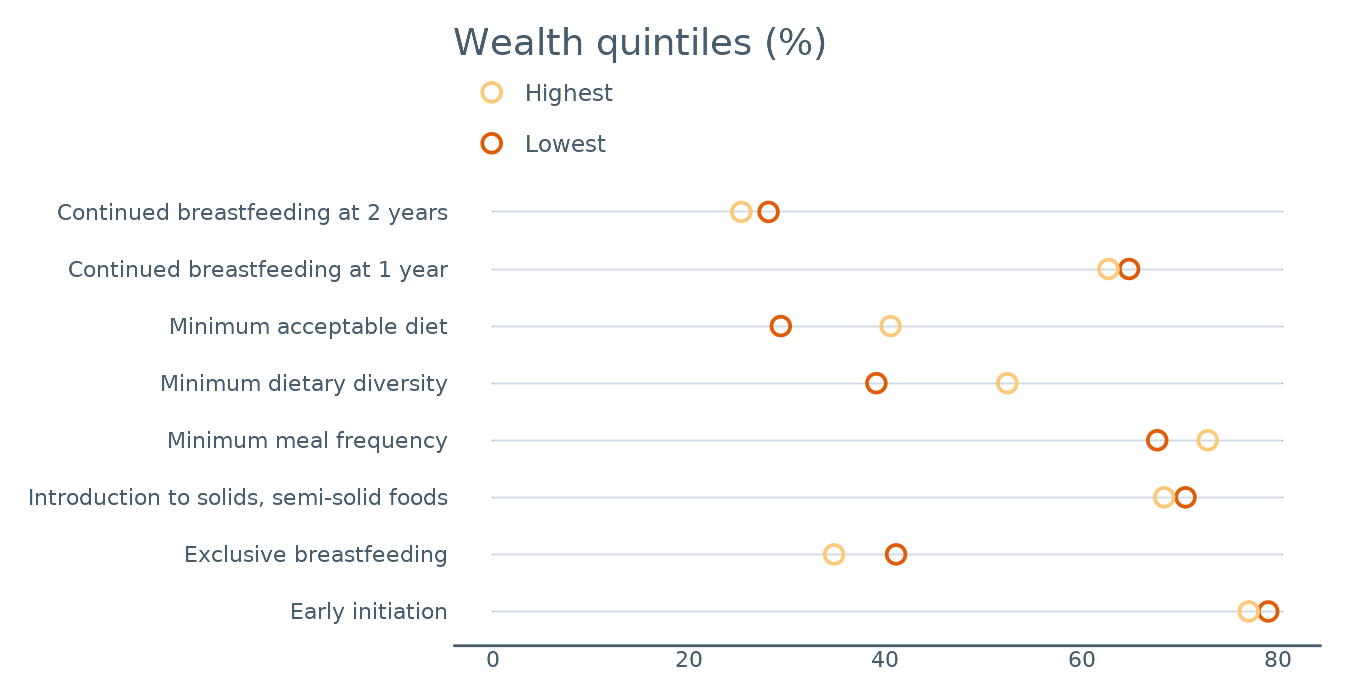 Wealth quintiles (%)
Highest
Lowest
Continued breastfeeding at 2 years
Continued breastfeeding at 1 year
Minimum acceptable diet
Minimum dietary diversity
Minimum meal frequency
Introduction to solids, semi-solid foods
Exclusive breastfeeding
Early initiation
0 20 40 60 80